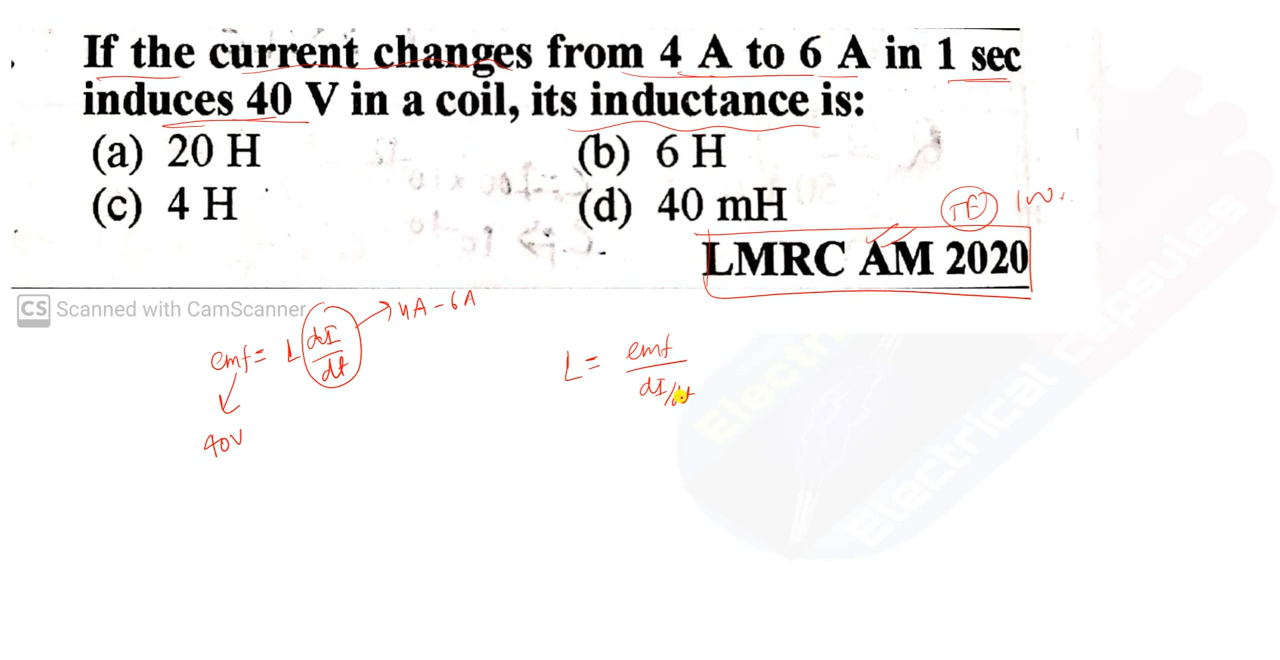 If the current changes from 4 A to 6 A in 1 sec
induces 40 V in a coil, its inductance is:
(a) 20 H (b) 6 H
(c) 4 H (d) 40 mH
LMRC AM 2020
CS Scanned with CamScanner
emf = L dI/dt → 4A - 6A
40V
L = emf
dI/dt
Electrical Capsules